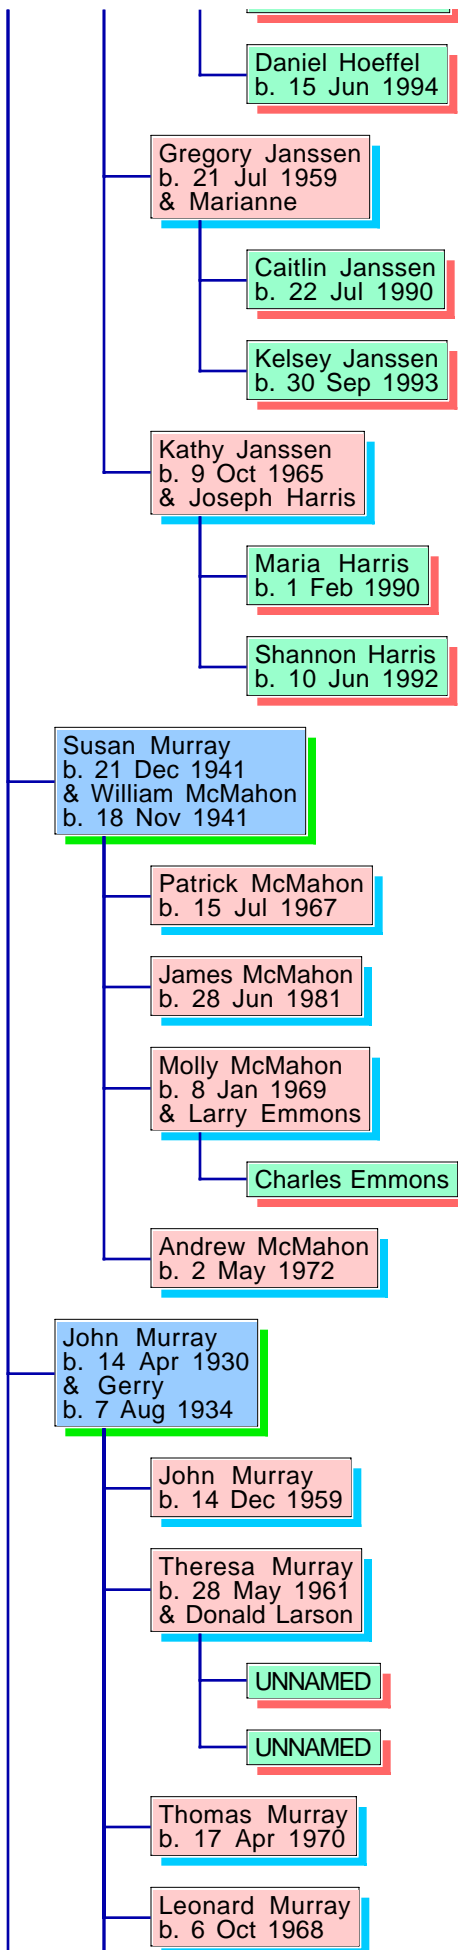 Daniel Hoeffel
b. 15 Jun 1994
Gregory Janssen
b. 21 Jul 1959
& Marianne
Caitlin Janssen
b. 22 Jul 1990
Kelsey Janssen
b. 30 Sep 1993
Kathy Janssen
b. 9 Oct 1965
& Joseph Harris
Maria Harris
b. 1 Feb 1990
Shannon Harris
b. 10 Jun 1992
Susan Murray
b. 21 Dec 1941
& William McMahon
b. 18 Nov 1941
Patrick McMahon
b. 15 Jul 1967
James McMahon
b. 28 Jun 1981
Molly McMahon
b. 8 Jan 1969
& Larry Emmons
Charles Emmons
Andrew McMahon
b. 2 May 1972
John Murray
b. 14 Apr 1930
& Gerry
b. 7 Aug 1934
John Murray
b. 14 Dec 1959
Theresa Murray
b. 28 May 1961
& Donald Larson
UNNAMED
UNNAMED
Thomas Murray
b. 17 Apr 1970
Leonard Murray
b. 6 Oct 1968